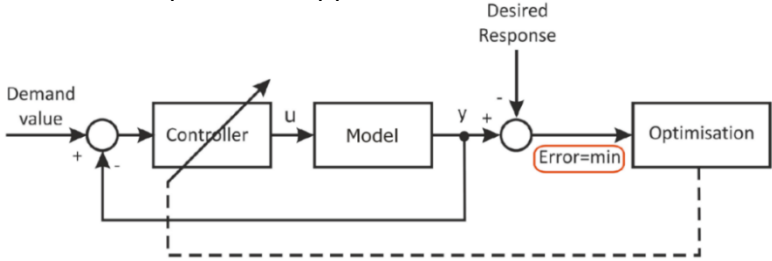 Desired
Response
Demand
value
+
-
Controller
u
Model
y
+
-
Error=min
Optimisation